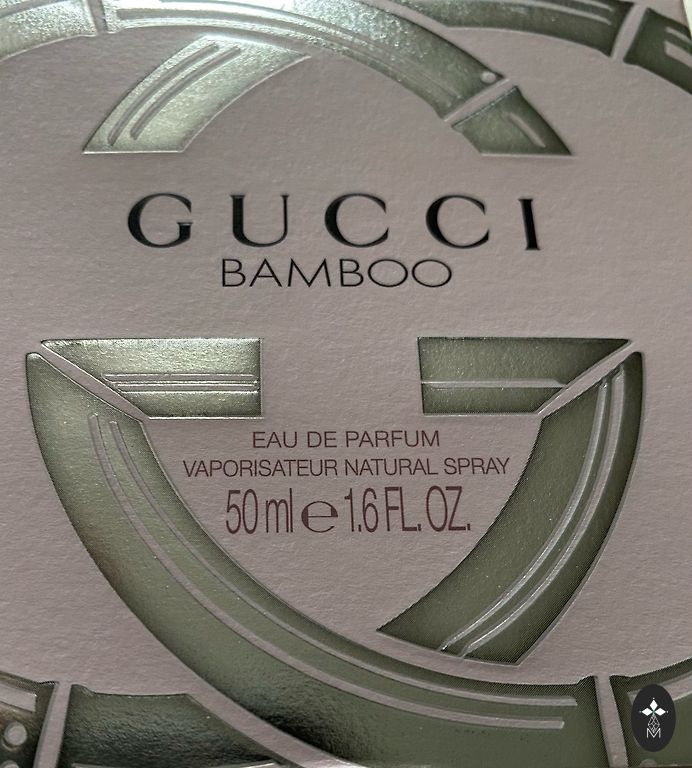 GUCCI
BAMBOO
EAU DE PARFUM
VAPORISATEUR NATURAL SPRAY
50 ml e 1.6 FL. OZ.
M